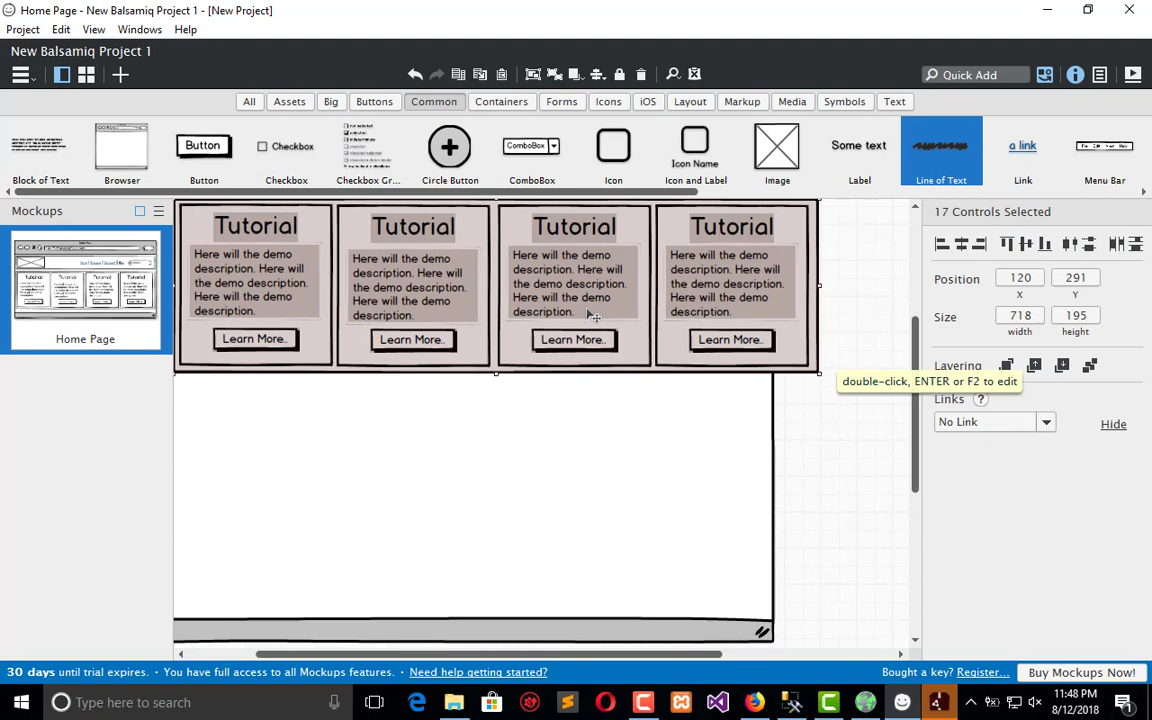 Home Page - New Balsamiq Project 1 - [New Project]
Project Edit View Windows Help
New Balsamiq Project 1
Quick Add
All Assets Big Buttons Common Containers Forms Icons iOS Layout Markup Media Symbols Text
Button
Checkbox
ComboBox
Icon Name
Some text
a link
Block of Text Browser Button Checkbox Checkbox Gr... Circle Button ComboBox Icon Icon and Label Image Label Line of Text Link Menu Bar
Mockups
Home Page
Tutorial
Here will the demo
description. Here will
the demo description.
Here will the demo
description.
Learn More..
Tutorial
Here will the demo
description. Here will
the demo description.
Here will the demo
description.
Learn More..
Tutorial
Here will the demo
description. Here will
the demo description.
Here will the demo
description.
Learn More..
Tutorial
Here will the demo
description. Here will
the demo description.
Here will the demo
description.
Learn More..
17 Controls Selected
Position 120 291
X Y
Size 718 195
width height
Layering
double-click, ENTER or F2 to edit
Links ?
No Link Hide
30 days until trial expires. • You have full access to all Mockups features. Need help getting started?
Bought a key? Register... Buy Mockups Now!
Type here to search
11:48 PM
8/12/2018